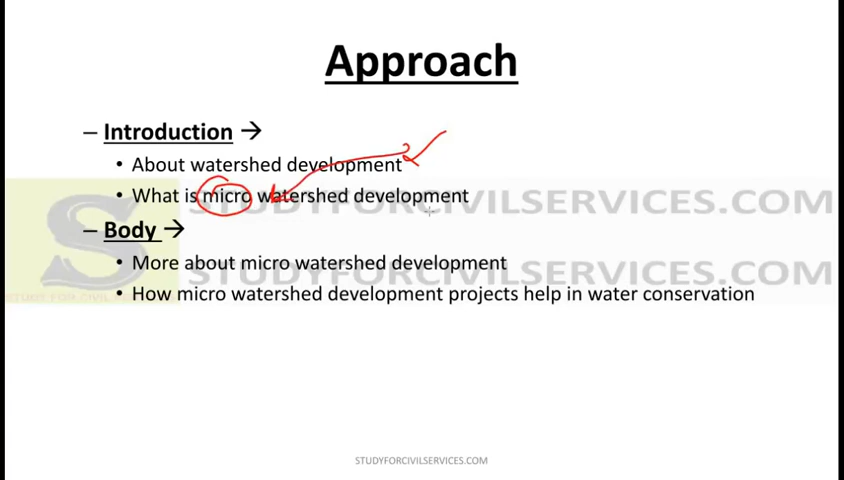 Approach
– Introduction →
• About watershed development
• What is micro watershed development
STUDYFORCIVILSERVICES.COM
– Body →
• More about micro watershed development
STUDYFORCIVILSERVICES.COM
• How micro watershed development projects help in water conservation
STUDYFORCIVILSERVICES.COM